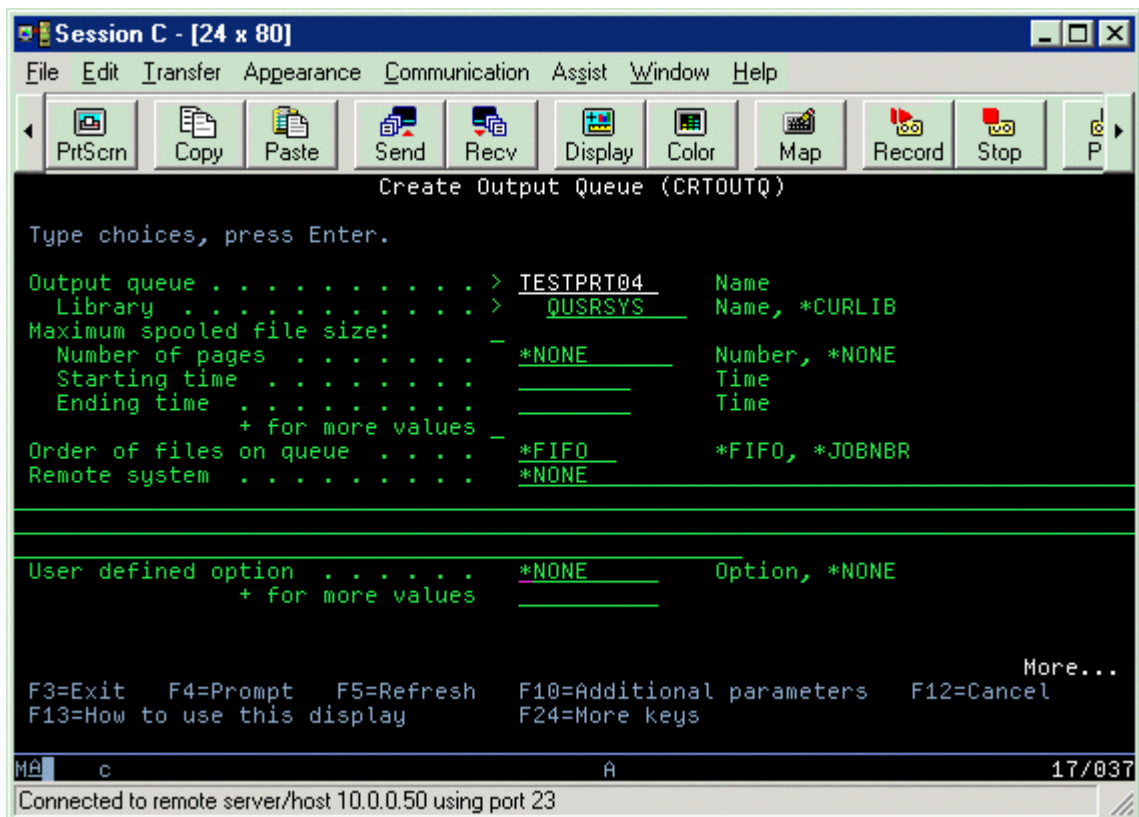 Session C - [24 x 80]
File Edit Transfer Appearance Communication Assist Window Help
PrtScrn Copy Paste Send Recv Display Color Map Record Stop P
Create Output Queue (CRTOUTQ)
Type choices, press Enter.
Output queue . . . . . . . . . . > TESTPRT04 Name
Library . . . . . . . . . . . > QUSRSYS Name, *CURLIB
Maximum spooled file size: _
Number of pages . . . . . . . *NONE Number, *NONE
Starting time . . . . . . . . ________ Time
Ending time . . . . . . . . . ________ Time
+ for more values _
Order of files on queue . . . . *FIFO *FIFO, *JOBNBR
Remote system . . . . . . . . . *NONE
User defined option . . . . . . *NONE Option, *NONE
+ for more values __________
More...
F3=Exit F4=Prompt F5=Refresh F10=Additional parameters F12=Cancel
F13=How to use this display F24=More keys
MA c A 17/037
Connected to remote server/host 10.0.0.50 using port 23